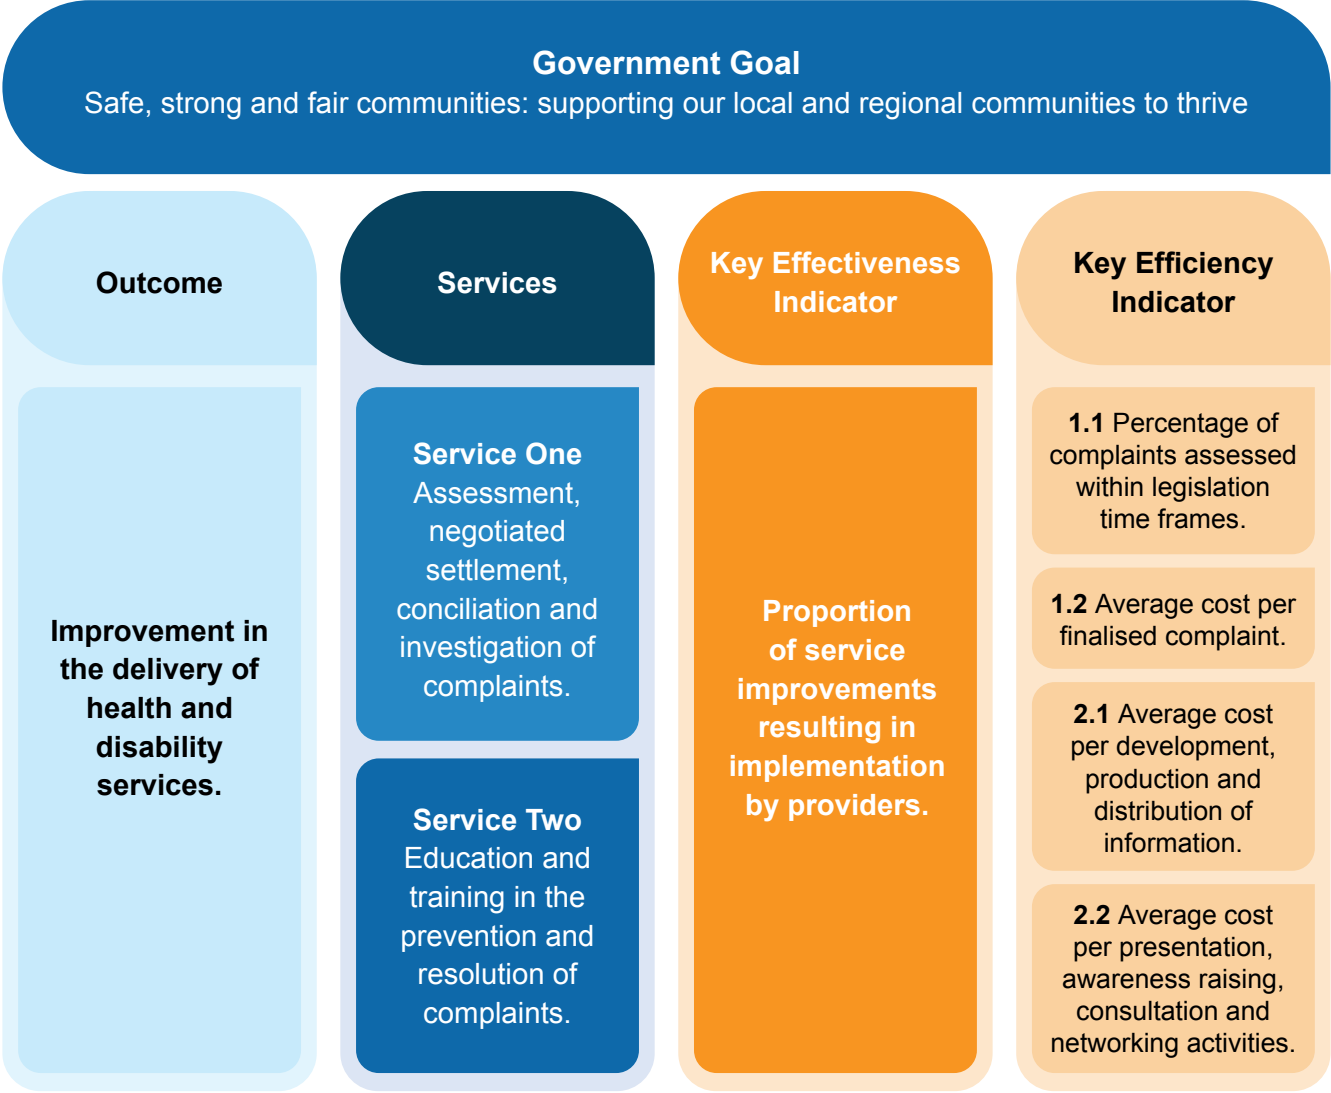 Government Goal
Safe, strong and fair communities: supporting our local and regional communities to thrive
Outcome
Improvement in
the delivery of
health and
disability
services.
Services
Service One
Assessment,
negotiated
settlement,
conciliation and
investigation of
complaints.
Service Two
Education and
training in the
prevention and
resolution of
complaints.
Key Effectiveness
Indicator
Proportion
of service
improvements
resulting in
implementation
by providers.
Key Efficiency
Indicator
1.1 Percentage of
complaints assessed
within legislation
time frames.
1.2 Average cost per
finalised complaint.
2.1 Average cost
per development,
production and
distribution of
information.
2.2 Average cost
per presentation,
awareness raising,
consultation and
networking activities.